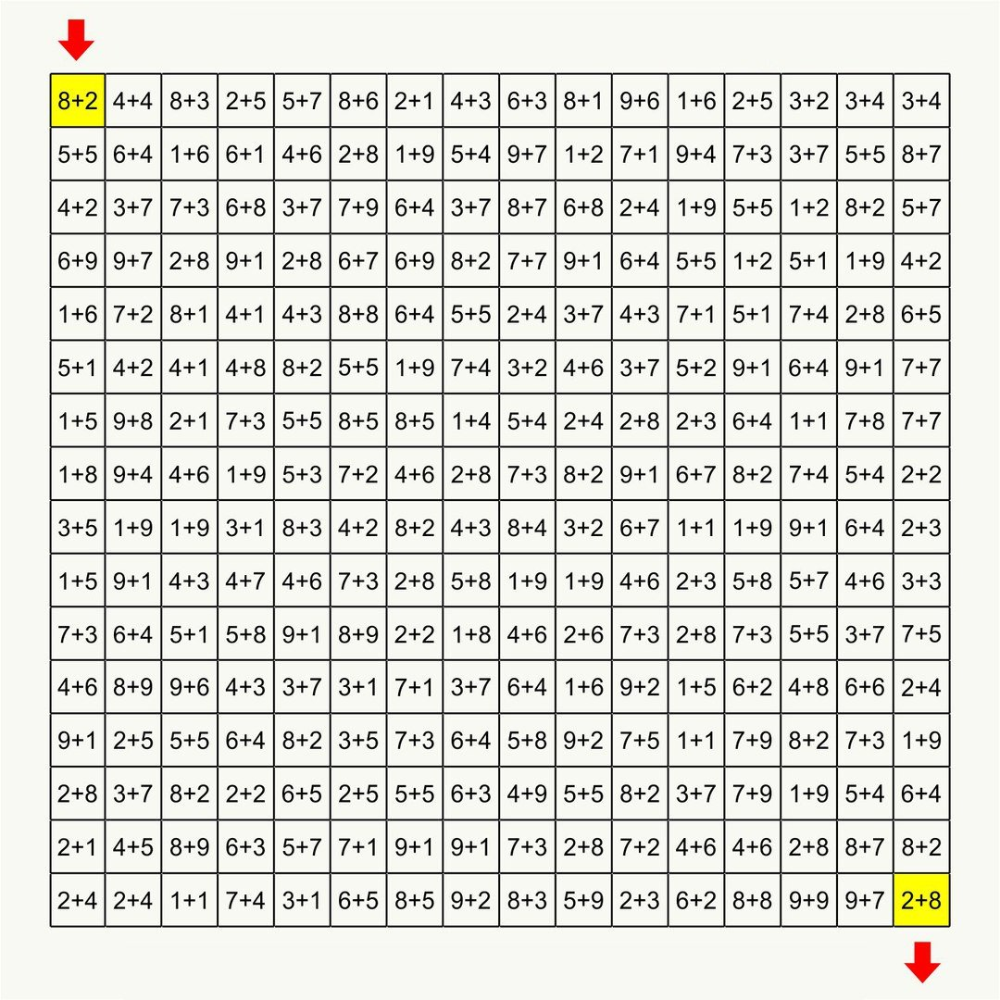 8+2 4+4 8+3 2+5 5+7 8+6 2+1 4+3 6+3 8+1 9+6 1+6 2+5 3+2 3+4 3+4
5+5 6+4 1+6 6+1 4+6 2+8 1+9 5+4 9+7 1+2 7+1 9+4 7+3 3+7 5+5 8+7
4+2 3+7 7+3 6+8 3+7 7+9 6+4 3+7 8+7 6+8 2+4 1+9 5+5 1+2 8+2 5+7
6+9 9+7 2+8 9+1 2+8 6+7 6+9 8+2 7+7 9+1 6+4 5+5 1+2 5+1 1+9 4+2
1+6 7+2 8+1 4+1 4+3 8+8 6+4 5+5 2+4 3+7 4+3 7+1 5+1 7+4 2+8 6+5
5+1 4+2 4+1 4+8 8+2 5+5 1+9 7+4 3+2 4+6 3+7 5+2 9+1 6+4 9+1 7+7
1+5 9+8 2+1 7+3 5+5 8+5 8+5 1+4 5+4 2+4 2+8 2+3 6+4 1+1 7+8 7+7
1+8 9+4 4+6 1+9 5+3 7+2 4+6 2+8 7+3 8+2 9+1 6+7 8+2 7+4 5+4 2+2
3+5 1+9 1+9 3+1 8+3 4+2 8+2 4+3 8+4 3+2 6+7 1+1 1+9 9+1 6+4 2+3
1+5 9+1 4+3 4+7 4+6 7+3 2+8 5+8 1+9 1+9 4+6 2+3 5+8 5+7 4+6 3+3
7+3 6+4 5+1 5+8 9+1 8+9 2+2 1+8 4+6 2+6 7+3 2+8 7+3 5+5 3+7 7+5
4+6 8+9 9+6 4+3 3+7 3+1 7+1 3+7 6+4 1+6 9+2 1+5 6+2 4+8 6+6 2+4
9+1 2+5 5+5 6+4 8+2 3+5 7+3 6+4 5+8 9+2 7+5 1+1 7+9 8+2 7+3 1+9
2+8 3+7 8+2 2+2 6+5 2+5 5+5 6+3 4+9 5+5 8+2 3+7 7+9 1+9 5+4 6+4
2+1 4+5 8+9 6+3 5+7 7+1 9+1 9+1 7+3 2+8 7+2 4+6 4+6 2+8 8+7 8+2
2+4 2+4 1+1 7+4 3+1 6+5 8+5 9+2 8+3 5+9 2+3 6+2 8+8 9+9 9+7 2+8